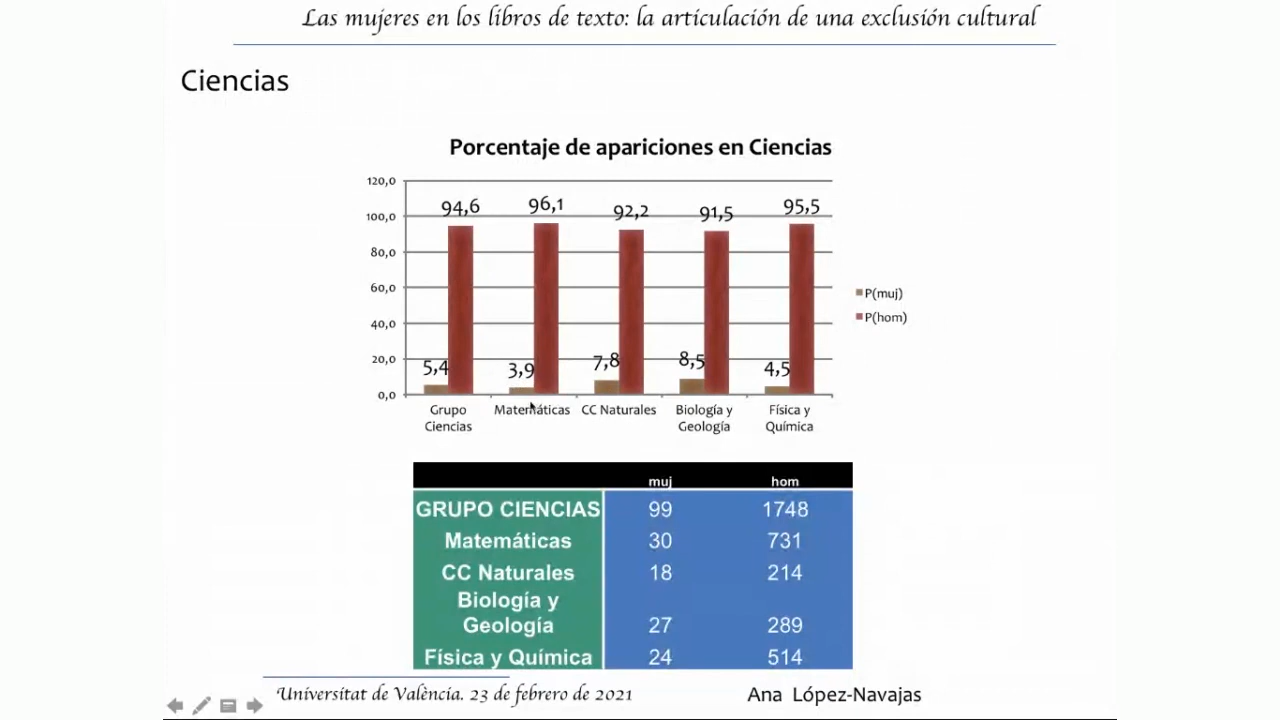 Las mujeres en los libros de texto: la articulación de una exclusión cultural
Ciencias
Porcentaje de apariciones en Ciencias
120,0
100,0
80,0
60,0
40,0
20,0
0,0
94,6 96,1 92,2 91,5 95,5
5,4 3,9 7,8 8,5 4,5
P(muj)
P(hom)
Grupo Matemáticas CC Naturales Biología y Física y
Ciencias Geología Química
muj hom
GRUPO CIENCIAS 99 1748
Matemáticas 30 731
CC Naturales 18 214
Biología y
Geología 27 289
Física y Química 24 514
Universitat de València. 23 de febrero de 2021 Ana López-Navajas